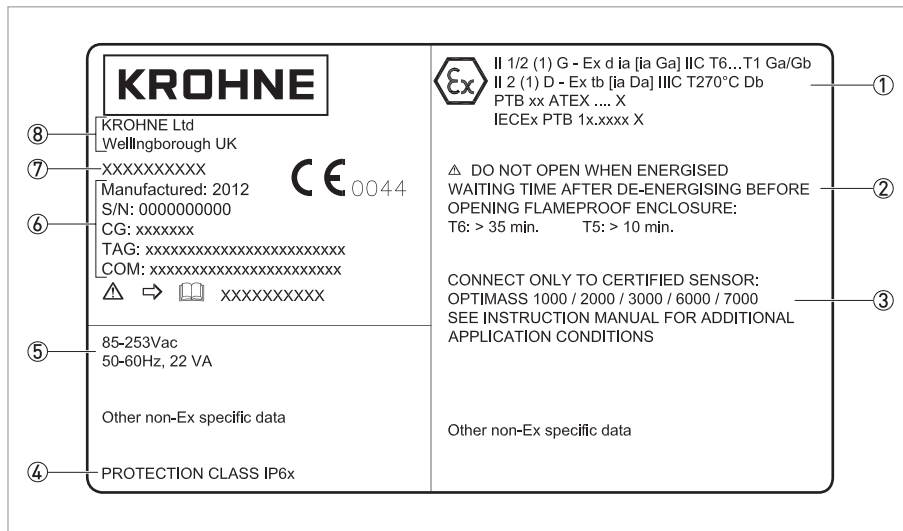 KROHNE
⑧ KROHNE Ltd
Wellingborough UK
⑦ XXXXXXXXXX
CE 0044
⑥ Manufactured: 2012
S/N: 0000000000
CG: xxxxxxx
TAG: xxxxxxxxxxxxxxxxxxxxxxxx
COM: xxxxxxxxxxxxxxxxxxxxxxx
⚠ ⇨ XXXXXXXXXX
⑤ 85-253Vac
50-60Hz, 22 VA
Other non-Ex specific data
④ PROTECTION CLASS IP6x
Ex
II 1/2 (1) G - Ex d ia [ia Ga] IIC T6...T1 Ga/Gb
II 2 (1) D - Ex tb [ia Da] IIIC T270°C Db ①
PTB xx ATEX .... X
IECEx PTB 1x.xxxx X
⚠ DO NOT OPEN WHEN ENERGISED
WAITING TIME AFTER DE-ENERGISING BEFORE ②
OPENING FLAMEPROOF ENCLOSURE:
T6: > 35 min. T5: > 10 min.
CONNECT ONLY TO CERTIFIED SENSOR:
OPTIMASS 1000 / 2000 / 3000 / 6000 / 7000 ③
SEE INSTRUCTION MANUAL FOR ADDITIONAL
APPLICATION CONDITIONS
Other non-Ex specific data